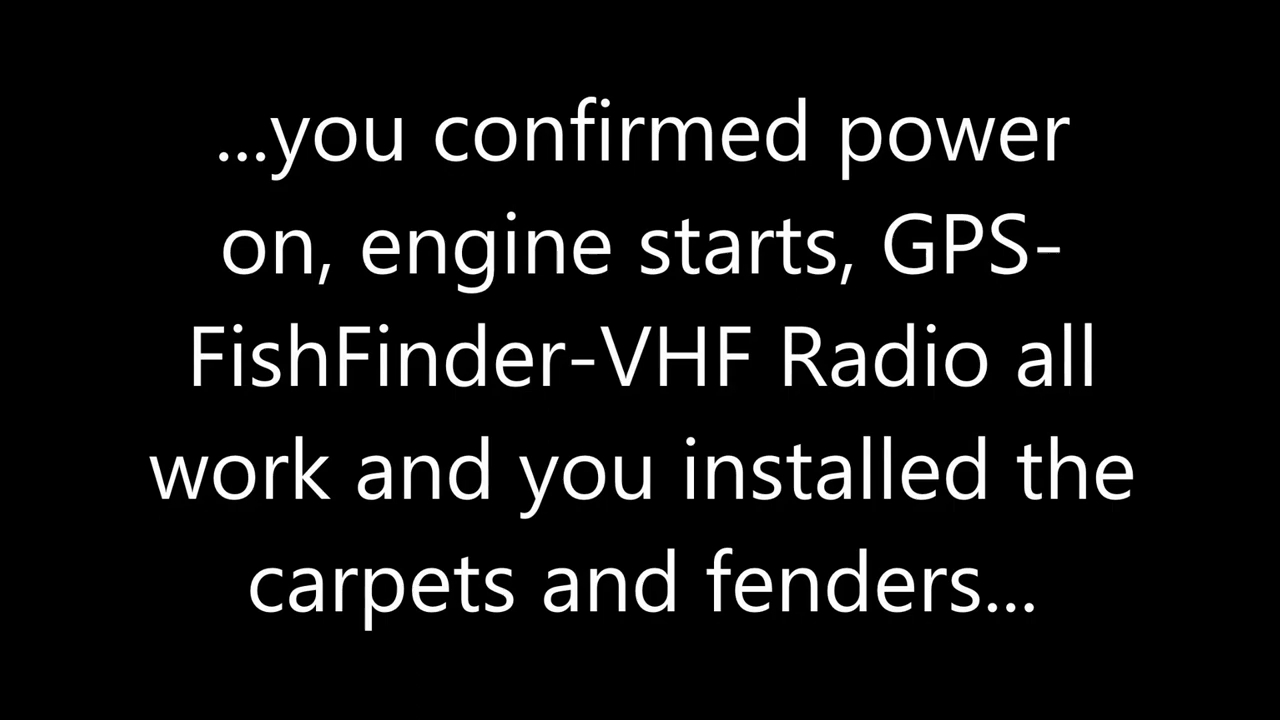 ...you confirmed power
on, engine starts, GPS-
FishFinder-VHF Radio all
work and you installed the
carpets and fenders...